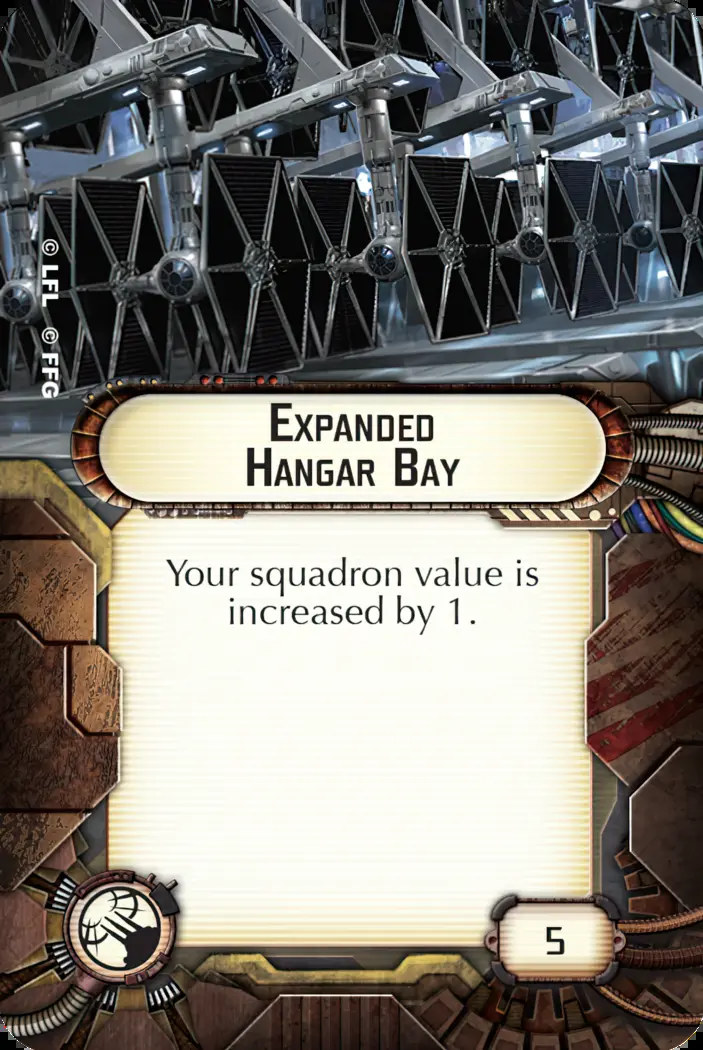 © LFL © FFG
Expanded
Hangar Bay
Your squadron value is
increased by 1.
5